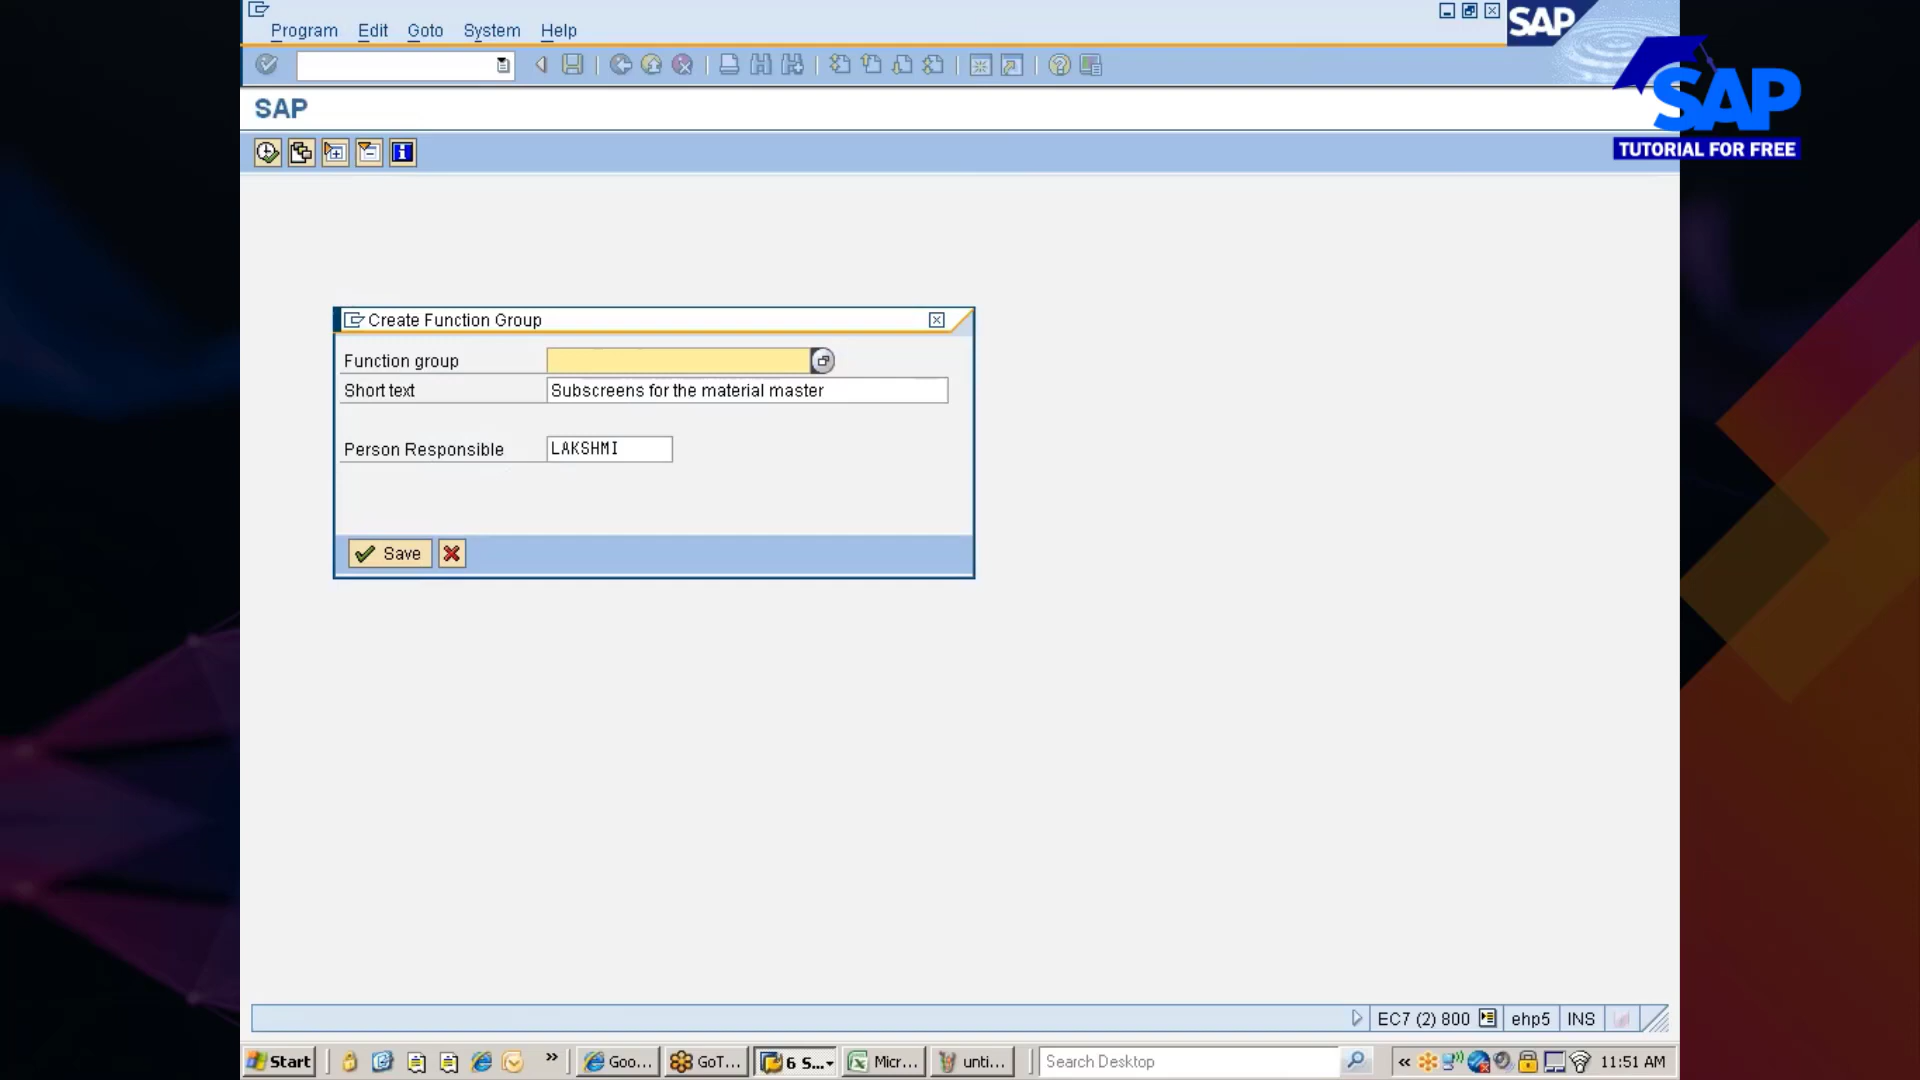 Program Edit Goto System Help
SAP
SAP
TUTORIAL FOR FREE
SAP
Create Function Group
Function group
Short text Subscreens for the material master
Person Responsible LAKSHMI
Save
EC7 (2) 800 ehp5 INS
Start Goo... GoT... 6 S... Micr... unti... Search Desktop 11:51 AM